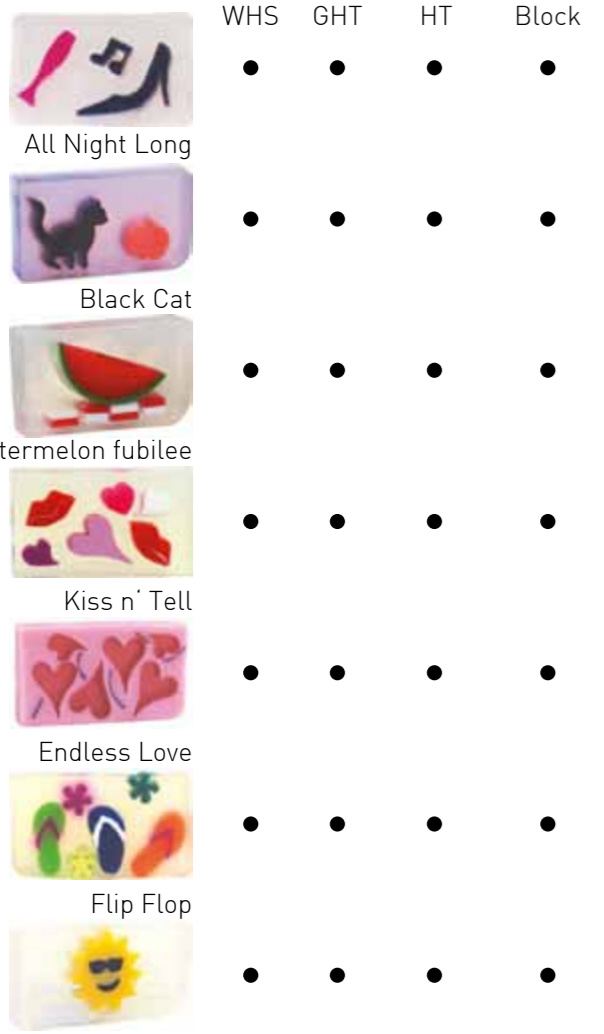 WHS GHT HT Block
● ● ● ●
All Night Long
● ● ● ●
Black Cat
● ● ● ●
termelon fubilee
● ● ● ●
Kiss n' Tell
● ● ● ●
Endless Love
● ● ● ●
Flip Flop
● ● ● ●